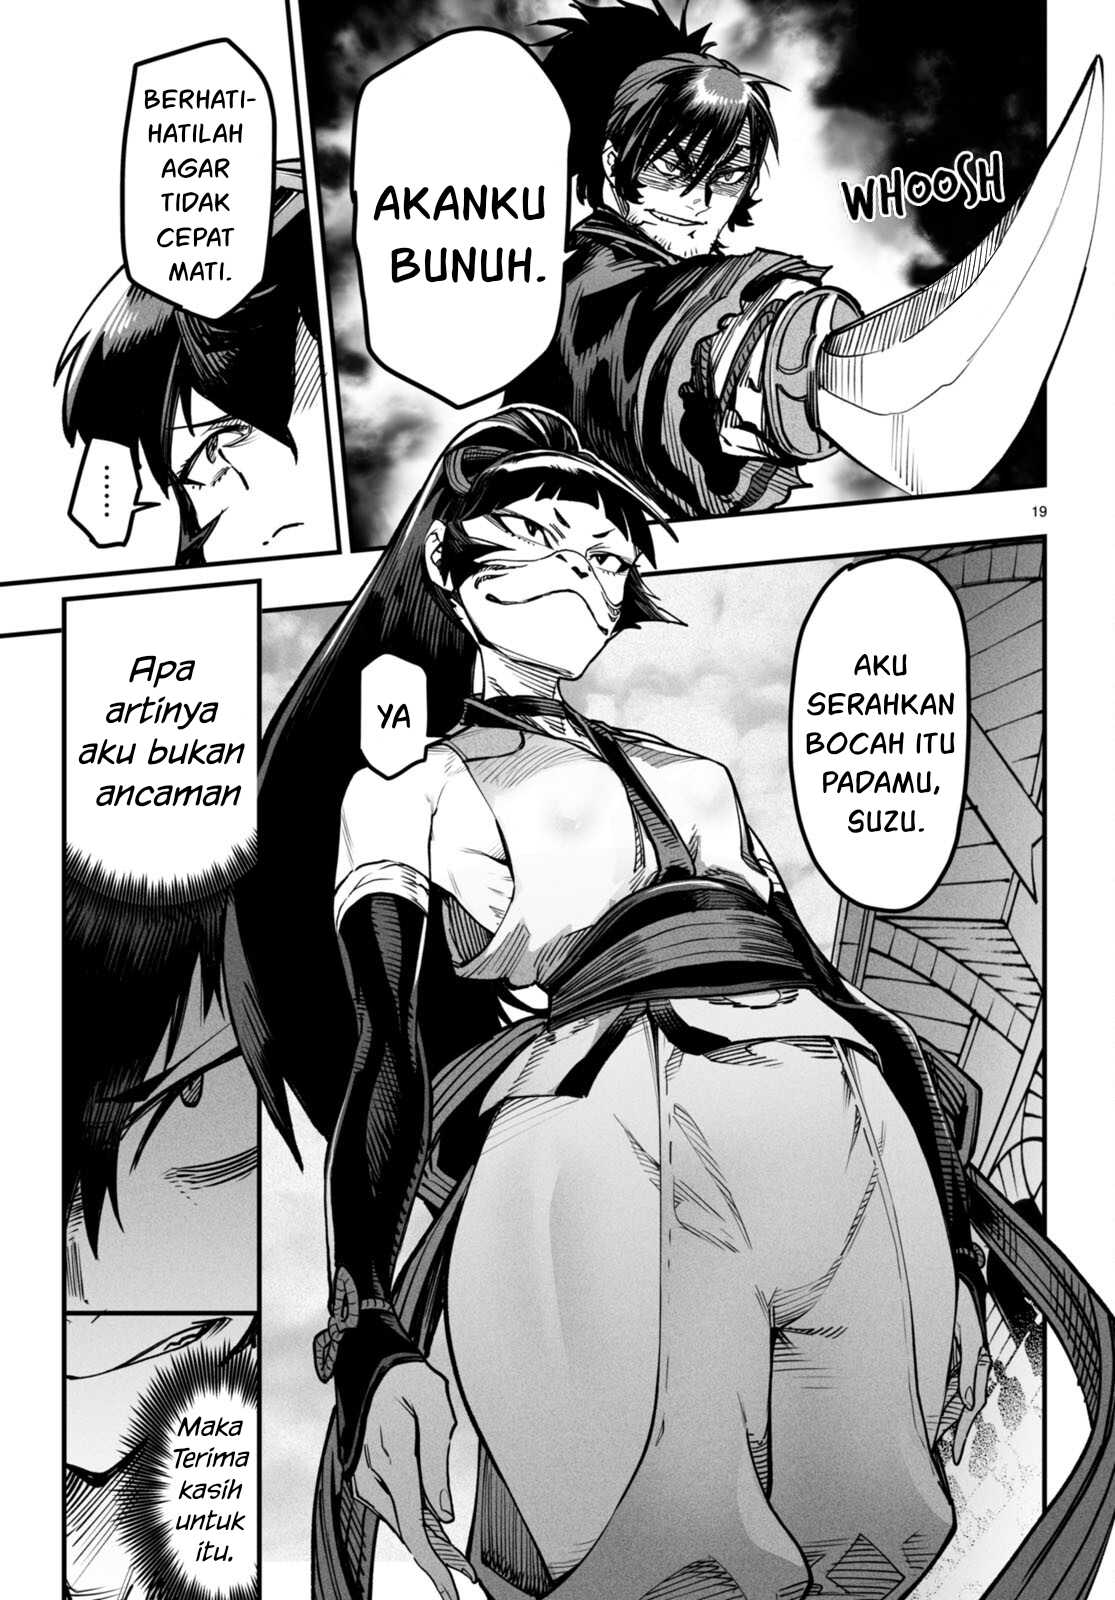 WHOOSH
AKANKU
BUNUH.
BERHATI-
HATILAH
AGAR
TIDAK
CEPAT
MATI.
........
19
AKU
SERAHKAN
BOCAH ITU
PADAMU,
SUZU.
YA
Apa
artinya
aku bukan
ancaman
Maka
Terima
kasih
untuk
itu.